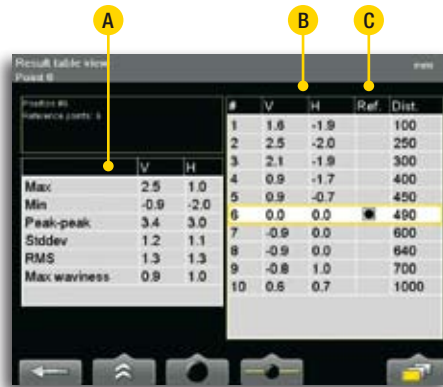 A B C
Result table view mm
Point 6
Position #6
Reference points: 6
V H
Max 2.5 1.0
Min -0.9 -2.0
Peak-peak 3.4 3.0
Stddev 1.2 1.1
RMS 1.3 1.3
Max waviness 0.9 1.0
# V H Ref. Dist.
1 1.6 -1.9 100
2 2.5 -2.0 250
3 2.1 -1.9 300
4 0.9 -1.7 400
5 0.9 -0.7 450
6 0.0 0.0 490
7 -0.9 0.0 600
8 -0.9 0.0 640
9 -0.8 1.0 700
10 0.6 0.7 1000